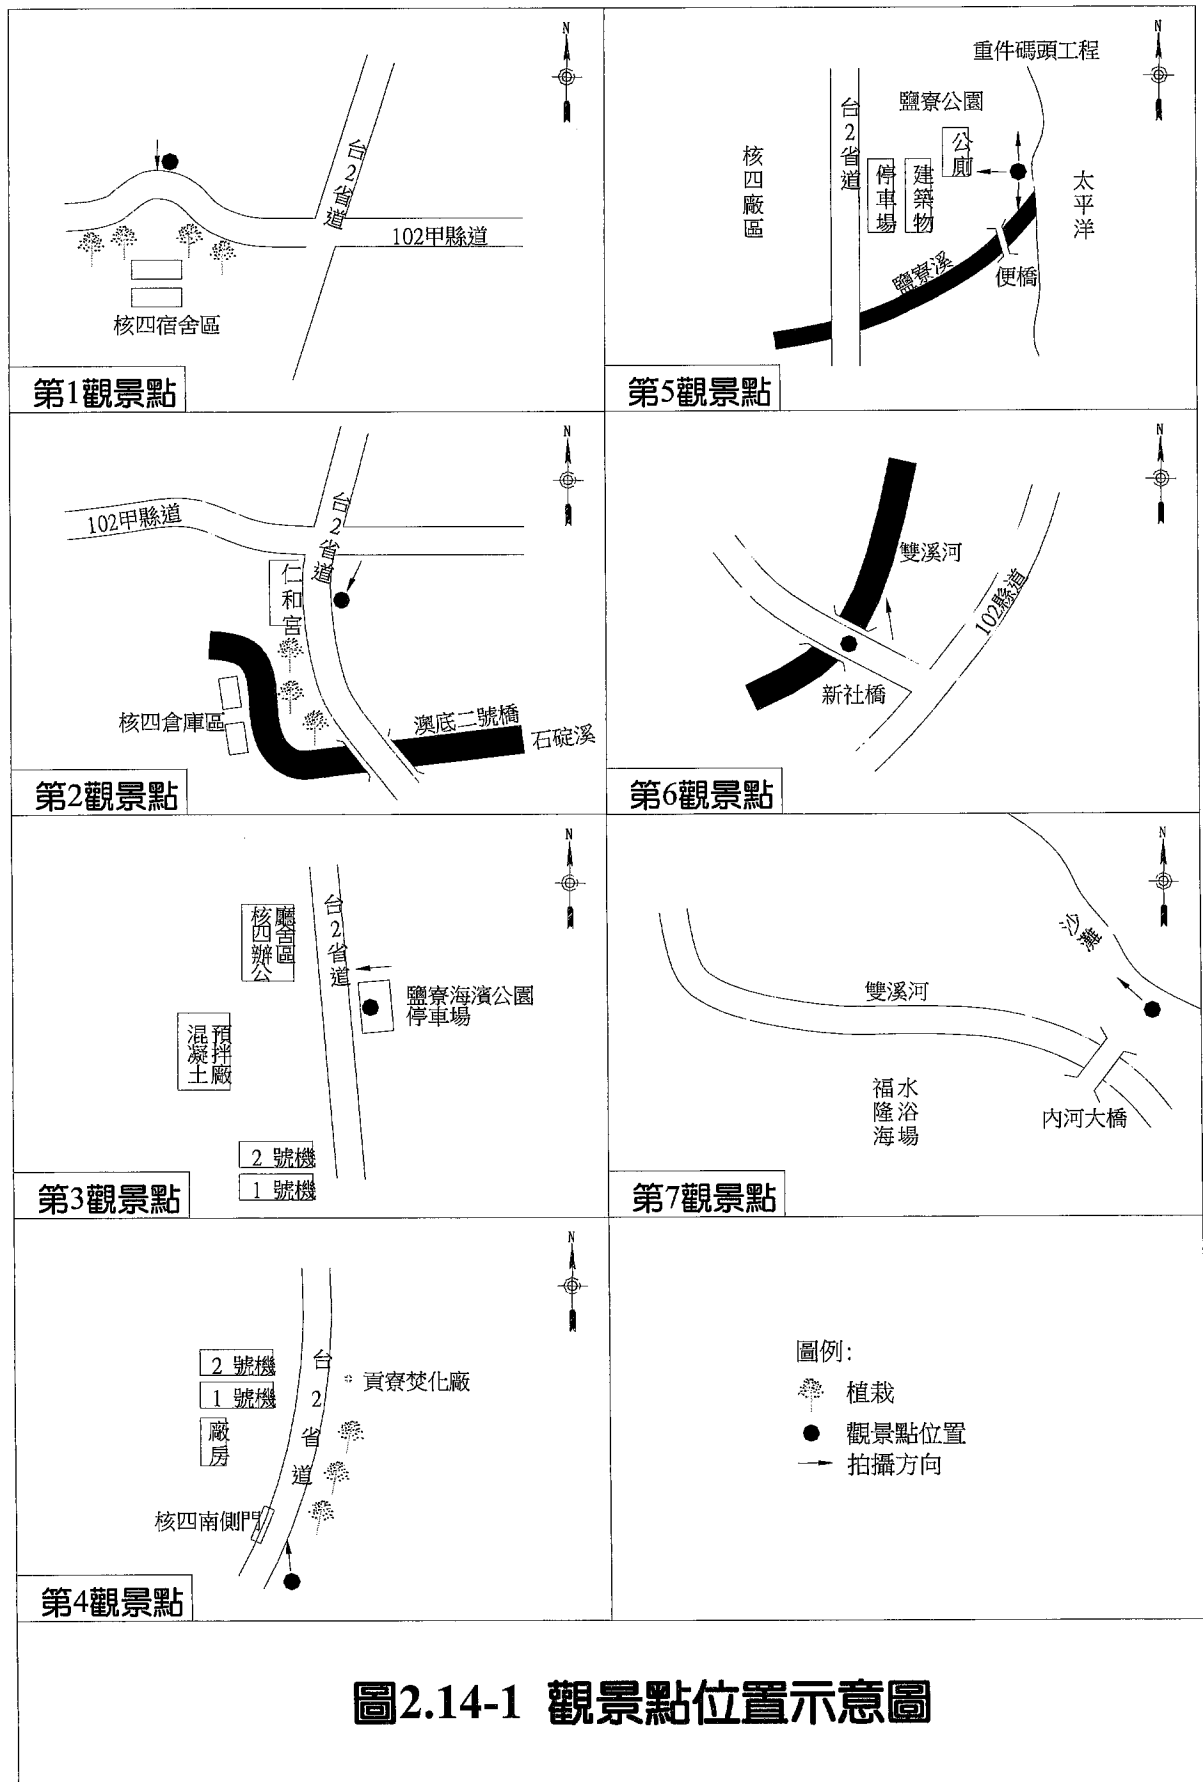 N
台2省道
102甲縣道
核四宿舍區
第1觀景點
N
重件碼頭工程
鹽寮公園
台2省道
公廁
核四廠區
停車場
建築物
太平洋
鹽寮溪
便橋
第5觀景點
N
102甲縣道
台2省道
仁和宮
核四倉庫區
澳底二號橋
石碇溪
第2觀景點
N
雙溪河
102縣道
新社橋
第6觀景點
N
核四辦公
廳舍區
台2省道
鹽寮海濱公園
停車場
混凝土
預拌廠
2 號機
1 號機
第3觀景點
N
沙灘
雙溪河
福隆海
水浴場
內河大橋
第7觀景點
N
2 號機
1 號機
廠房
台2省道
貢寮焚化廠
核四南側門
第4觀景點
圖例:
植栽
觀景點位置
拍攝方向
圖2.14-1 觀景點位置示意圖